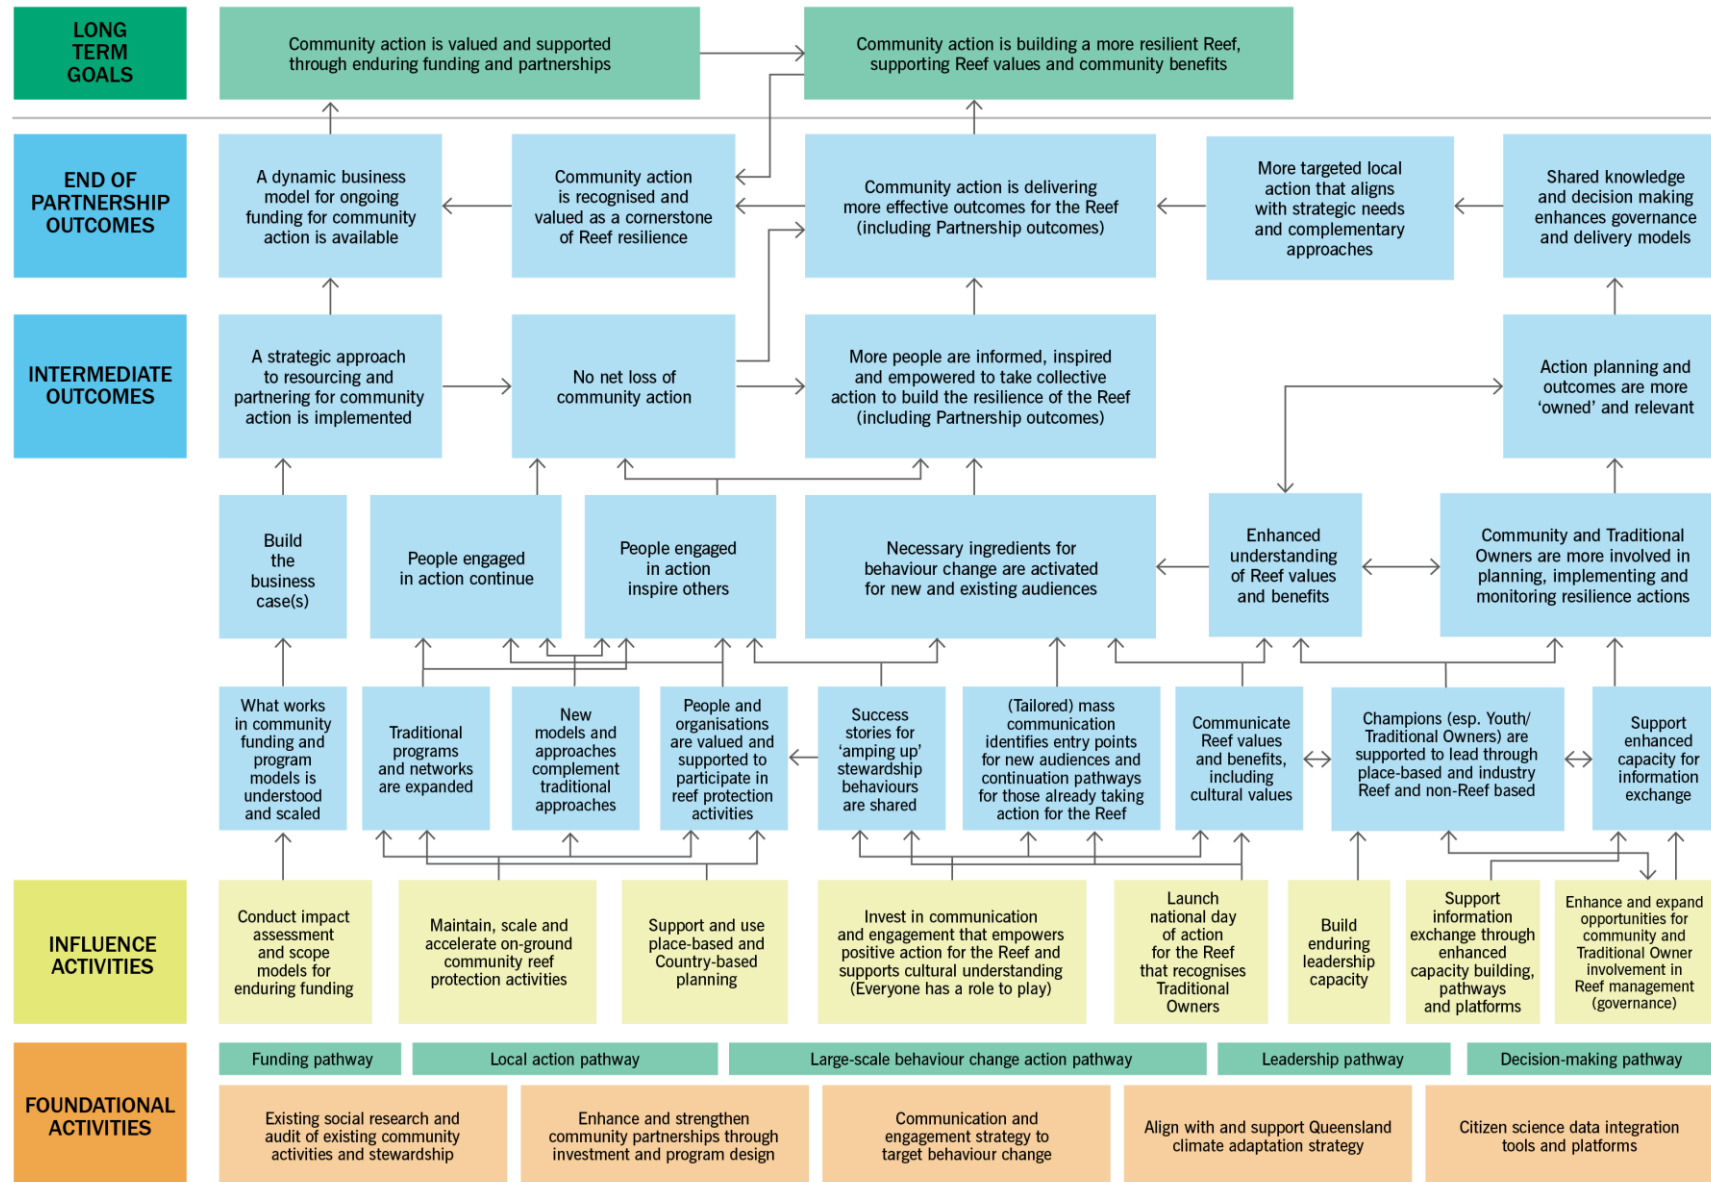 LONG
TERM
GOALS
Community action is valued and supported
through enduring funding and partnerships
Community action is building a more resilient Reef,
supporting Reef values and community benefits
END OF
PARTNERSHIP
OUTCOMES
A dynamic business
model for ongoing
funding for community
action is available
Community action
is recognised and
valued as a cornerstone
of Reef resilience
Community action is delivering
more effective outcomes for the Reef
(including Partnership outcomes)
More targeted local
action that aligns
with strategic needs
and complementary
approaches
Shared knowledge
and decision making
enhances governance
and delivery models
INTERMEDIATE
OUTCOMES
A strategic approach
to resourcing and
partnering for community
action is implemented
No net loss of
community action
More people are informed, inspired
and empowered to take collective
action to build the resilience of the Reef
(including Partnership outcomes)
Action planning and
outcomes are more
‘owned’ and relevant
Build
the
business
case(s)
People engaged
in action continue
People engaged
in action
inspire others
Necessary ingredients for
behaviour change are activated
for new and existing audiences
Enhanced
understanding
of Reef values
and benefits
Community and Traditional
Owners are more involved in
planning, implementing and
monitoring resilience actions
What works
in community
funding and
program
models is
understood
and scaled
Traditional
programs
and networks
are expanded
New
models and
approaches
complement
traditional
approaches
People and
organisations
are valued and
supported to
participate in
reef protection
activities
Success
stories for
‘amping up’
stewardship
behaviours
are shared
(Tailored) mass
communication
identifies entry points
for new audiences and
continuation pathways
for those already taking
action for the Reef
Communicate
Reef values
and benefits,
including
cultural values
Champions (esp. Youth/
Traditional Owners) are
supported to lead through
place-based and industry
Reef and non-Reef based
Support
enhanced
capacity for
information
exchange
INFLUENCE
ACTIVITIES
Conduct impact
assessment
and scope
models for
enduring funding
Maintain, scale and
accelerate on-ground
community reef
protection activities
Support and use
place-based and
Country-based
planning
Invest in communication
and engagement that empowers
positive action for the Reef and
supports cultural understanding
(Everyone has a role to play)
Launch
national day
of action
for the Reef
that recognises
Traditional
Owners
Build
enduring
leadership
capacity
Support
information
exchange through
enhanced
capacity building,
pathways
and platforms
Enhance and expand
opportunities for
community and
Traditional Owner
involvement in
Reef management
(governance)
Funding pathway
Local action pathway
Large-scale behaviour change action pathway
Leadership pathway
Decision-making pathway
FOUNDATIONAL
ACTIVITIES
Existing social research and
audit of existing community
activities and stewardship
Enhance and strengthen
community partnerships through
investment and program design
Communication and
engagement strategy to
target behaviour change
Align with and support Queensland
climate adaptation strategy
Citizen science data integration
tools and platforms